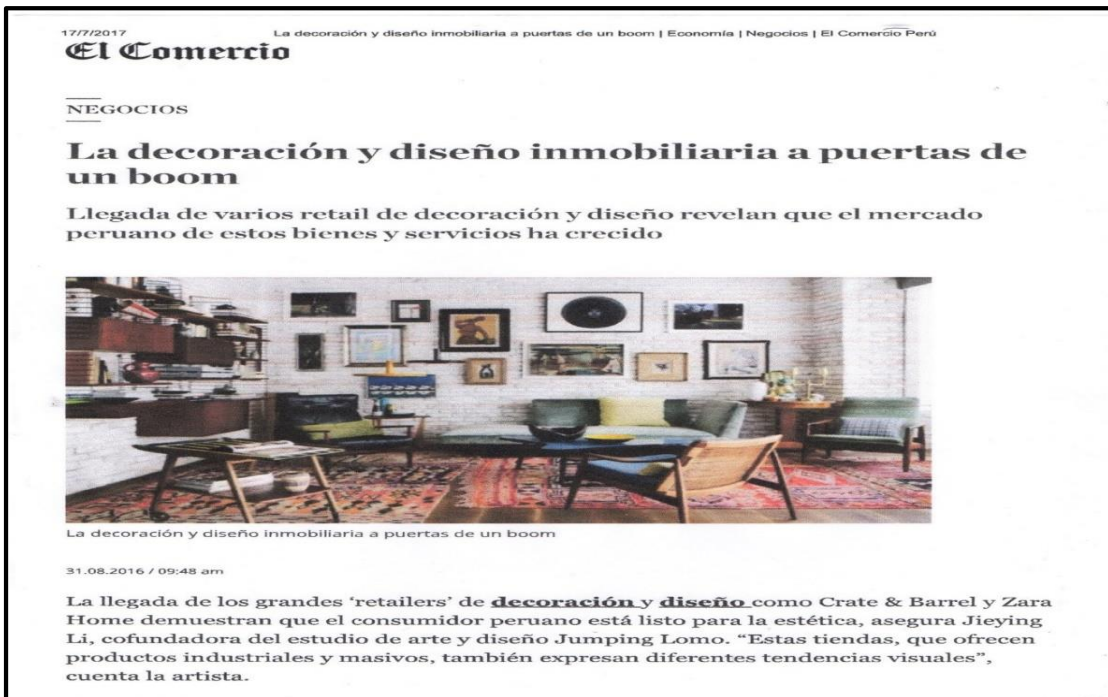 17/7/2017 La decoración y diseño inmobiliaria a puertas de un boom | Economía | Negocios | El Comercio Perú
El Comercio
NEGOCIOS
La decoración y diseño inmobiliaria a puertas de
un boom
Llegada de varios retail de decoración y diseño revelan que el mercado
peruano de estos bienes y servicios ha crecido
La decoración y diseño inmobiliaria a puertas de un boom
31.08.2016 / 09:48 am
La llegada de los grandes ‘retailers’ de decoración y diseño como Crate & Barrel y Zara
Home demuestran que el consumidor peruano está listo para la estética, asegura Jieying
Li, cofundadora del estudio de arte y diseño Jumping Lomo. “Estas tiendas, que ofrecen
productos industriales y masivos, también expresan diferentes tendencias visuales”,
cuenta la artista.